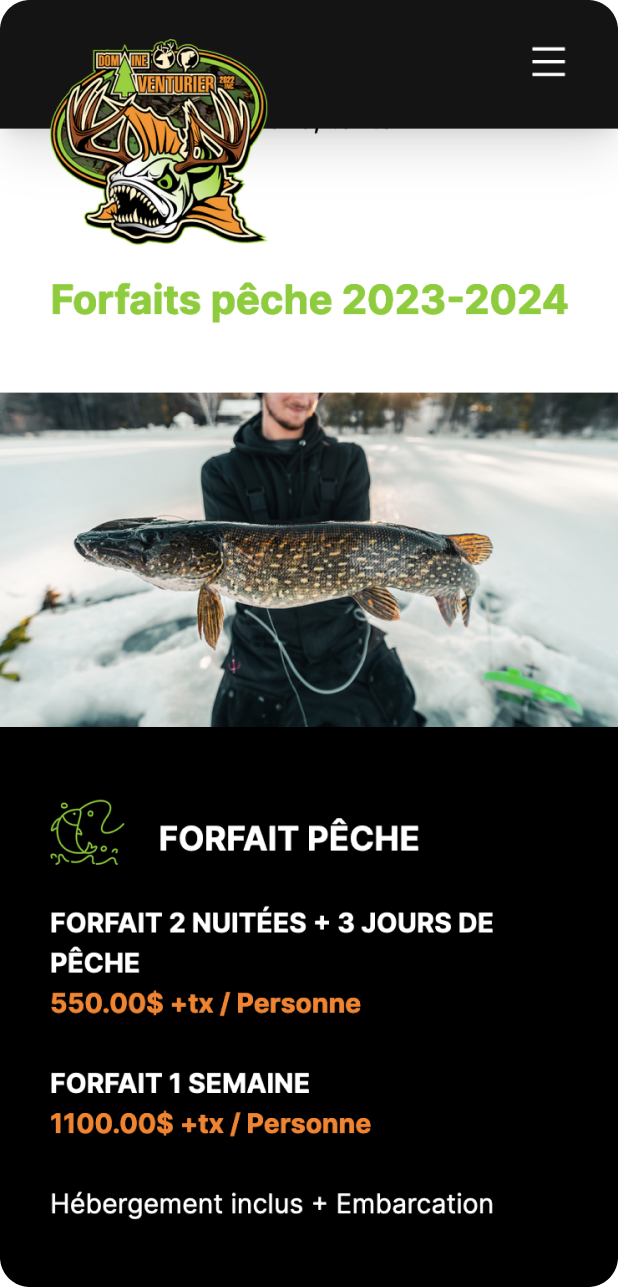 DOMAINE
AVENTURIER 2022
INC
Forfaits pêche 2023-2024
FORFAIT PÊCHE
FORFAIT 2 NUITÉES + 3 JOURS DE
PÊCHE
550.00$ +tx / Personne
FORFAIT 1 SEMAINE
1100.00$ +tx / Personne
Hébergement inclus + Embarcation